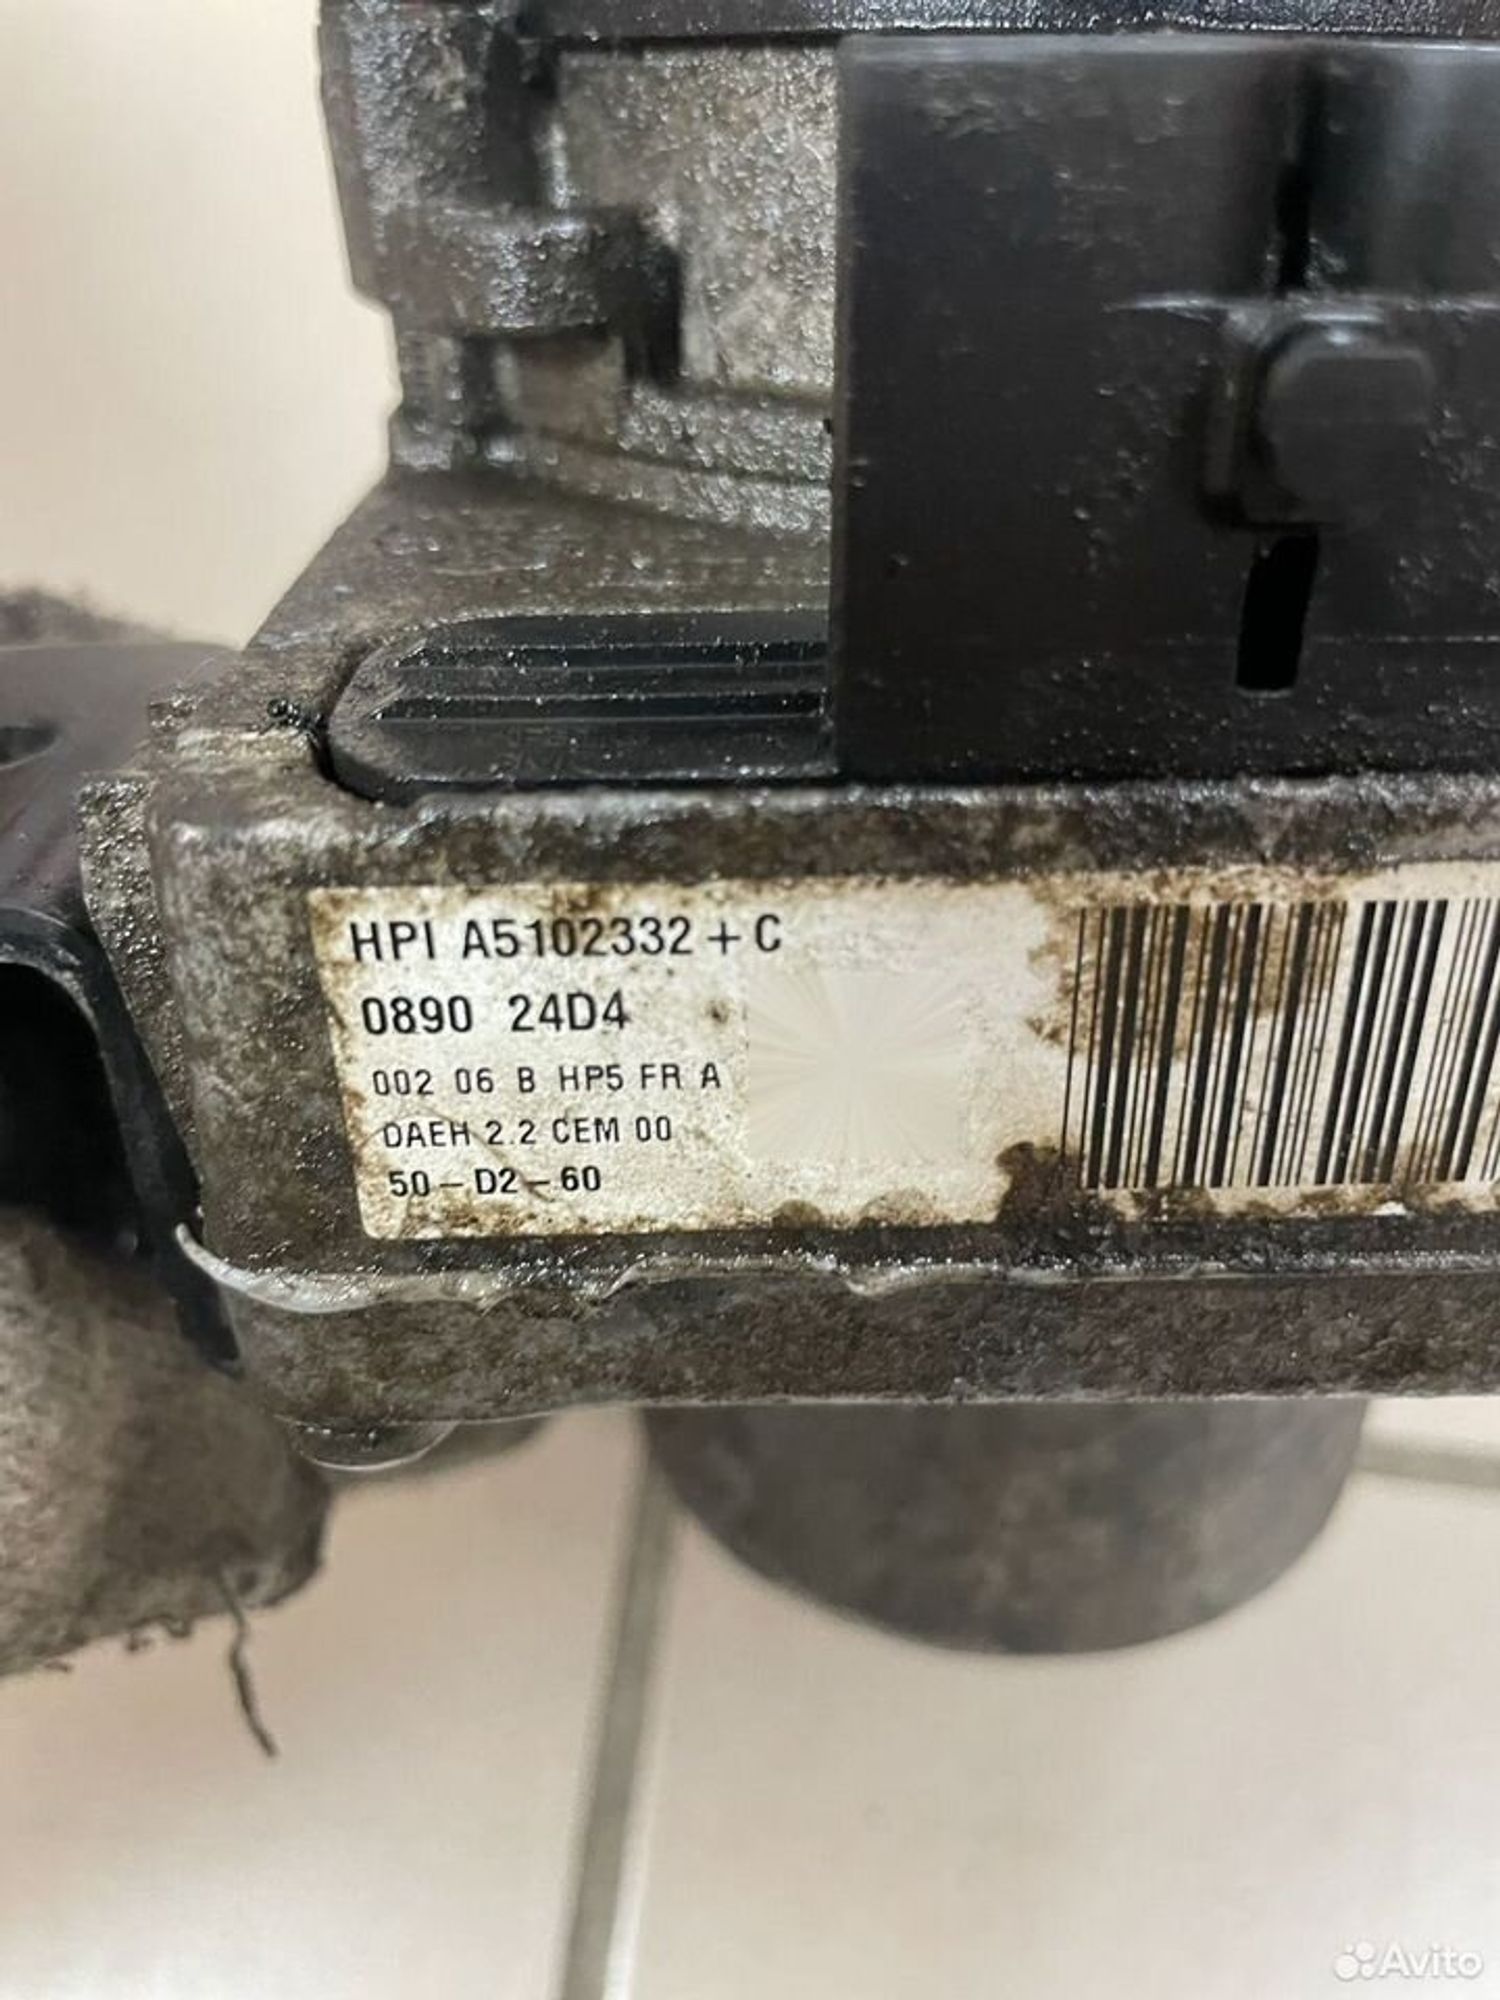 HPI A5102332+C
0890 24D4
002 06 B HP5 FR A
DAEH 2.2 CEM 00
50-D2-60
Avito